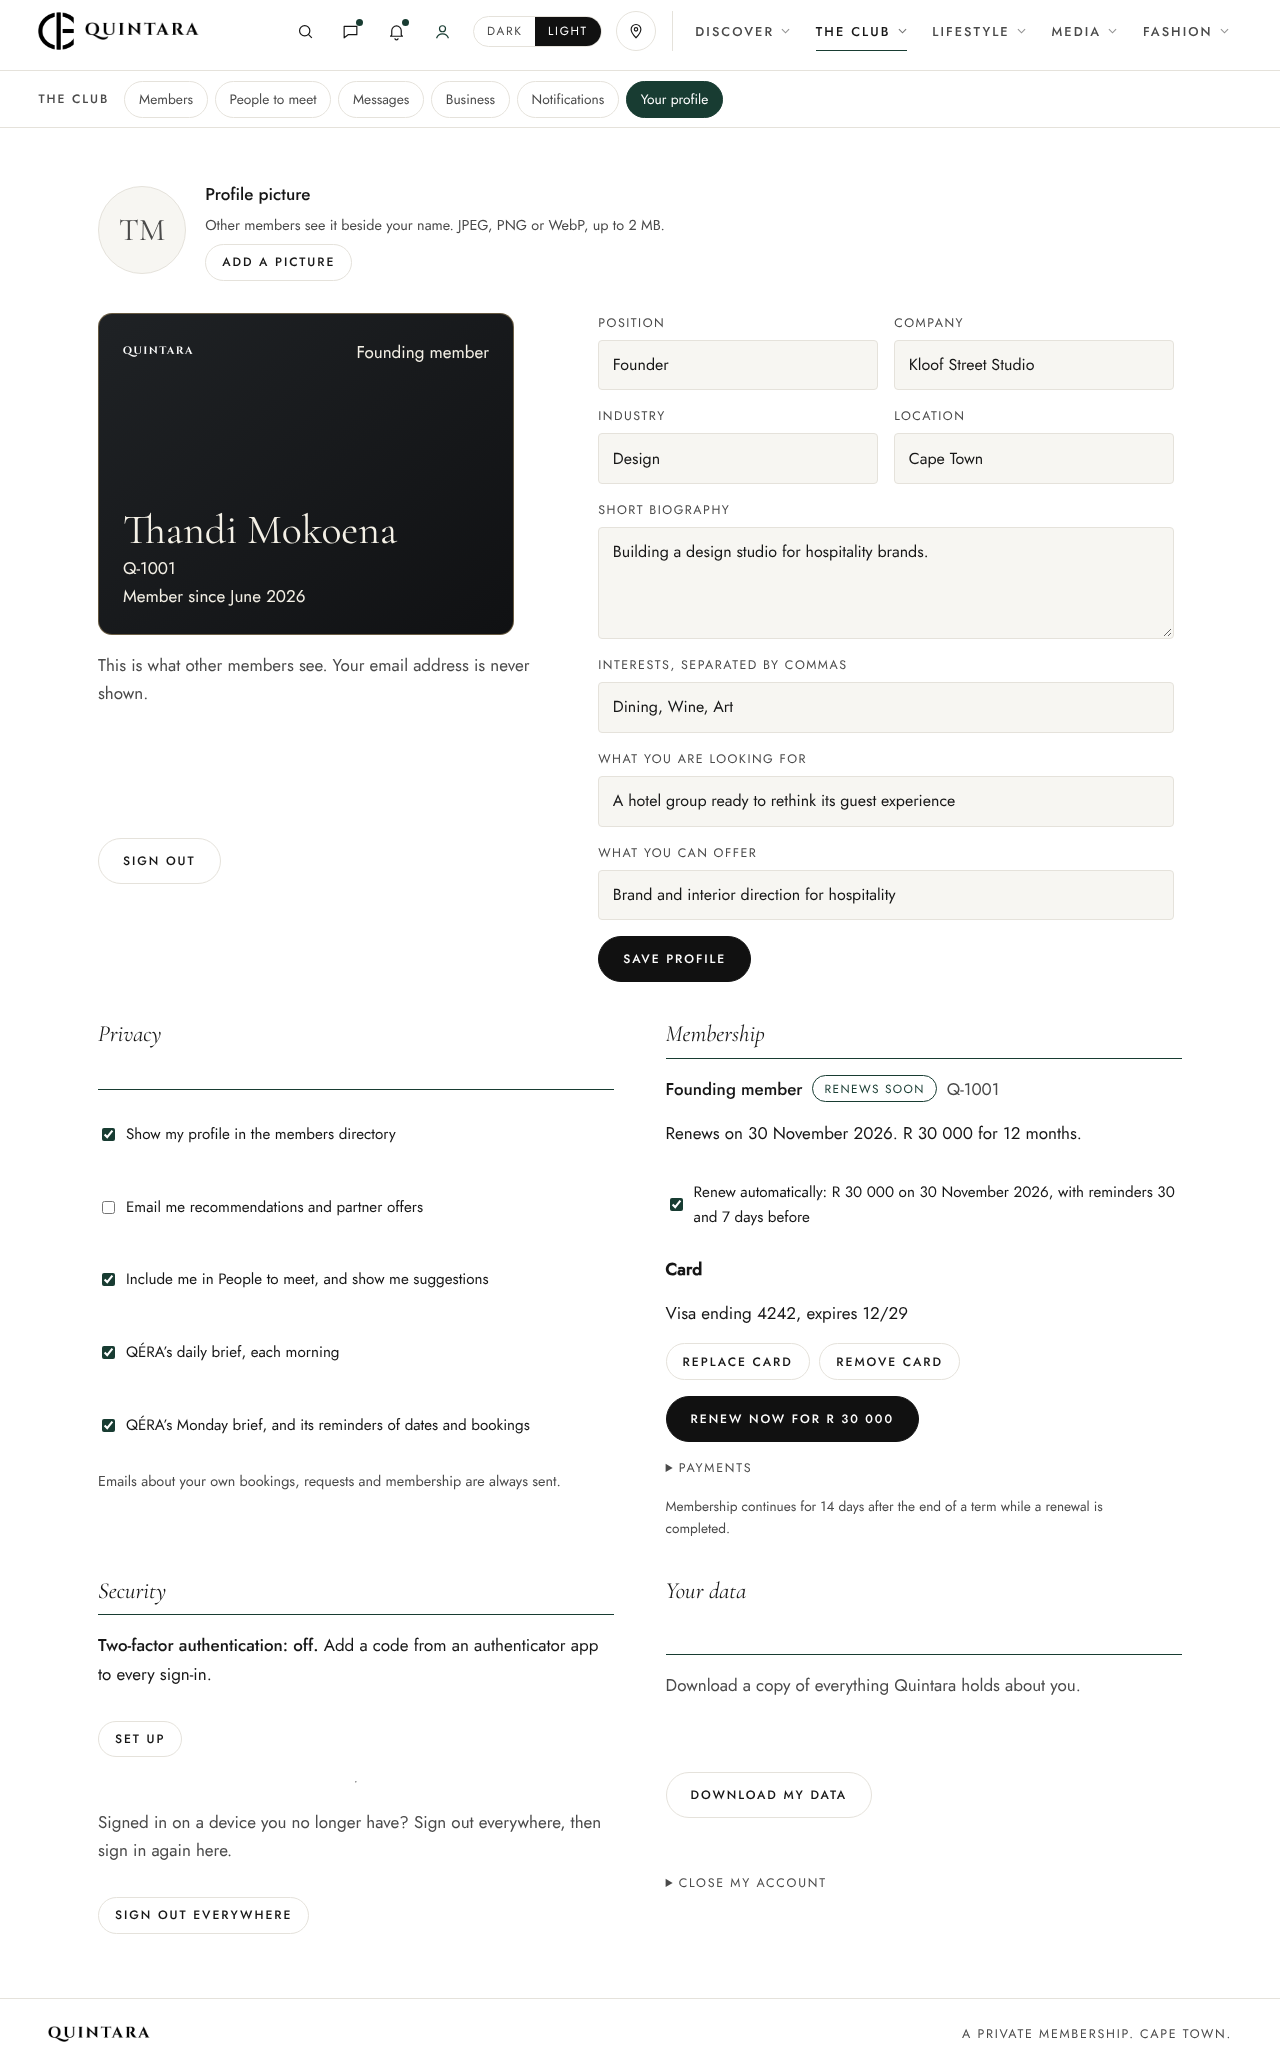 QUINTARA
DARK LIGHT
DISCOVER THE CLUB LIFESTYLE MEDIA FASHION
THE CLUB Members People to meet Messages Business Notifications Your profile
TM
Profile picture
Other members see it beside your name. JPEG, PNG or WebP, up to 2 MB.
ADD A PICTURE
QUINTARA Founding member
Thandi Mokoena
Q-1001
Member since June 2026
This is what other members see. Your email address is never
shown.
SIGN OUT
POSITION COMPANY
Founder Kloof Street Studio
INDUSTRY LOCATION
Design Cape Town
SHORT BIOGRAPHY
Building a design studio for hospitality brands.
INTERESTS, SEPARATED BY COMMAS
Dining, Wine, Art
WHAT YOU ARE LOOKING FOR
A hotel group ready to rethink its guest experience
WHAT YOU CAN OFFER
Brand and interior direction for hospitality
SAVE PROFILE
Privacy
Show my profile in the members directory
Email me recommendations and partner offers
Include me in People to meet, and show me suggestions
QÉRA’s daily brief, each morning
QÉRA’s Monday brief, and its reminders of dates and bookings
Emails about your own bookings, requests and membership are always sent.
Membership
Founding member RENEWS SOON Q-1001
Renews on 30 November 2026. R 30 000 for 12 months.
Renew automatically: R 30 000 on 30 November 2026, with reminders 30
and 7 days before
Card
Visa ending 4242, expires 12/29
REPLACE CARD REMOVE CARD
RENEW NOW FOR R 30 000
PAYMENTS
Membership continues for 14 days after the end of a term while a renewal is
completed.
Security
Two-factor authentication: off. Add a code from an authenticator app
to every sign-in.
SET UP
Signed in on a device you no longer have? Sign out everywhere, then
sign in again here.
SIGN OUT EVERYWHERE
Your data
Download a copy of everything Quintara holds about you.
DOWNLOAD MY DATA
CLOSE MY ACCOUNT
QUINTARA
A PRIVATE MEMBERSHIP. CAPE TOWN.